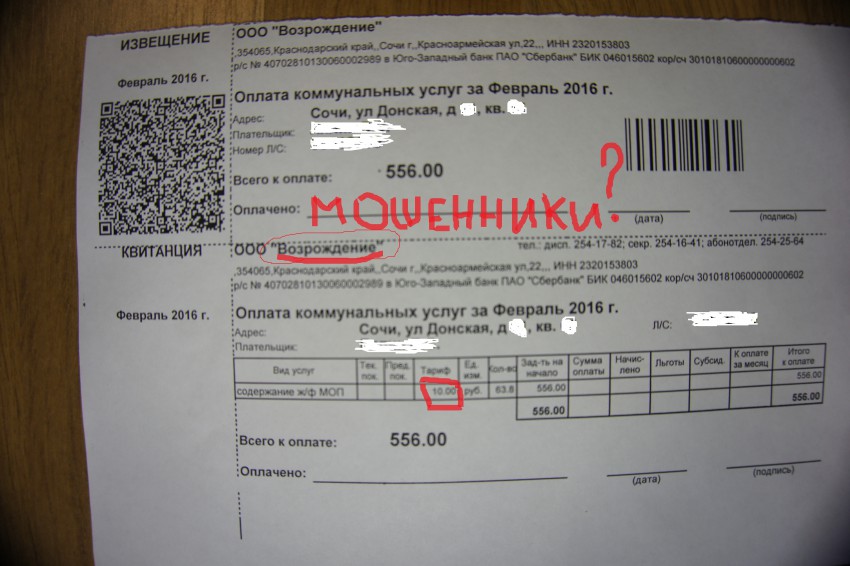 ИЗВЕЩЕНИЕ
ООО "Возрождение"
,354065,Краснодарский край,,Сочи г.,,Красноармейская ул,22,,, ИНН 2320153803
р/с № 40702810130060002989 в Юго-Западный банк ПАО "Сбербанк" БИК 046015602 кор/сч 30101810600000000602
Февраль 2016 г.
Оплата коммунальных услуг за Февраль 2016 г.
Адрес: Сочи, ул Донская, д , кв.
Плательщик:
Номер Л/С:
Всего к оплате: 556.00
МОШЕННИКИ?
Оплачено:
(дата) (подпись)
КВИТАНЦИЯ
ООО "Возрождение" тел.: дисп. 254-17-82; секр. 254-16-41; абонотдел. 254-25-64
,354065,Краснодарский край,,Сочи г.,,Красноармейская ул,22,,, ИНН 2320153803
р/с № 40702810130060002989 в Юго-Западный банк ПАО "Сбербанк" БИК 046015602 кор/сч 30101810600000000602
Февраль 2016 г.
Оплата коммунальных услуг за Февраль 2016 г.
Адрес: Сочи, ул Донская, д , кв. Л/С:
Плательщик:
Вид услуг Тек. пок. Пред. пок. Тариф Ед. изм. Кол-во Зад-ть на начало Сумма оплаты Начис- лено Льготы Субсид. К оплате за месяц Итого к оплате
содержание ж/ф МОП 10.00 руб. 63.8 556.00 556.00
556.00 556.00
Всего к оплате: 556.00
Оплачено:
(дата) (подпись)